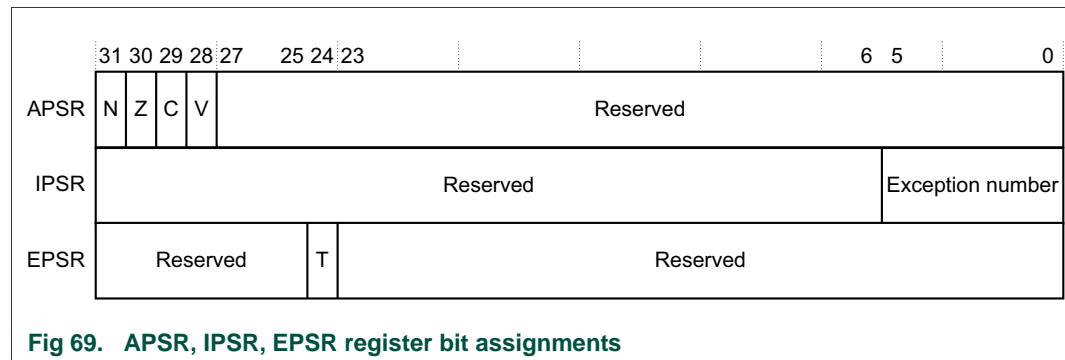 31 30 29 28 27 25 24 23 6 5 0
APSR N Z C V Reserved
IPSR Reserved Exception number
EPSR Reserved T Reserved
Fig 69. APSR, IPSR, EPSR register bit assignments